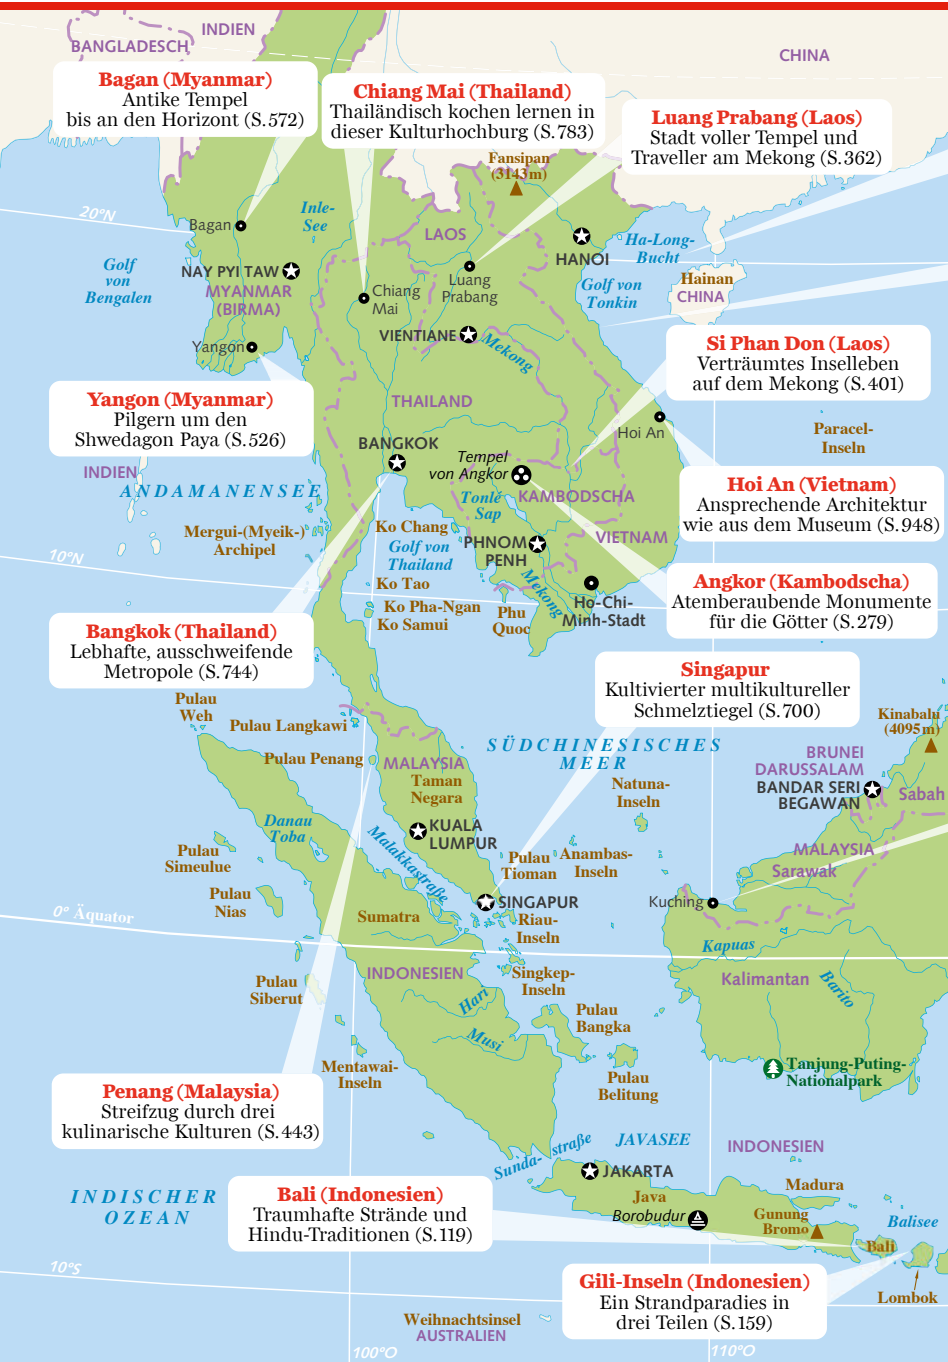 INDIEN
BANGLADESCH
CHINA
Bagan (Myanmar)
Antike Tempel
bis an den Horizont (S. 572)
Chiang Mai (Thailand)
Thailändisch kochen lernen in
dieser Kulturhochburg (S. 783)
Luang Prabang (Laos)
Stadt voller Tempel und
Traveller am Mekong (S. 362)
Fansipan
(3143 m)
20°N
Bagan
Inle-
See
LAOS
HANOI
Ha-Long-
Bucht
Golf
von
Bengalen
NAY PYI TAW
MYANMAR
(BIRMA)
Chiang
Mai
Luang
Prabang
Golf von
Tonkin
Hainan
CHINA
Yangon
VIENTIANE
Mekong
Si Phan Don (Laos)
Verträumtes Inselleben
auf dem Mekong (S. 401)
Yangon (Myanmar)
Pilgern um den
Shwedagon Paya (S. 526)
THAILAND
BANGKOK
Hoi An
Paracel-
Inseln
INDIEN
ANDAMANENSEE
Tempel
von Angkor
Tonlé
Sap
KAMBODSCHA
Hoi An (Vietnam)
Ansprechende Architektur
wie aus dem Museum (S. 948)
Mergui-(Myeik-)
Archipel
Ko Chang
Golf von
Thailand
PHNOM
PENH
VIETNAM
10°N
Ko Tao
Ko Pha-Ngan
Ko Samui
Mekong
Phu
Quoc
Ho-Chi-
Minh-Stadt
Angkor (Kambodscha)
Atemberaubende Monumente
für die Götter (S. 279)
Bangkok (Thailand)
Lebhafte, ausschweifende
Metropole (S. 744)
Singapur
Kultivierter multikultureller
Schmelztiegel (S. 700)
Pulau
Weh
Pulau Langkawi
Pulau Penang
MALAYSIA
Taman
Negara
SÜDCHINESISCHES
MEER
Natuna-
Inseln
Kinabalu
(4095 m)
BRUNEI
DARUSSALAM
BANDAR SERI
BEGAWAN
Sabah
Danau
Toba
KUALA
LUMPUR
Malakkastraße
Pulau
Simeulue
Pulau
Tioman
Anambas-
Inseln
MALAYSIA
Sarawak
Pulau
Nias
SINGAPUR
Kuching
0° Äquator
Sumatra
Riau-
Inseln
Kapuas
INDONESIEN
Singkep-
Inseln
Kalimantan
Barito
Pulau
Siberut
Hari
Musi
Pulau
Bangka
Mentawai-
Inseln
Pulau
Belitung
Tanjung-Puting-
Nationalpark
Penang (Malaysia)
Streifzug durch drei
kulinarische Kulturen (S. 443)
Sunda-straße
JAVASEE
INDONESIEN
JAKARTA
INDISCHER
OZEAN
Bali (Indonesien)
Traumhafte Strände und
Hindu-Traditionen (S. 119)
Java
Borobudur
Madura
Gunung
Bromo
Balisee
Bali
10°S
Gili-Inseln (Indonesien)
Ein Strandparadies in
drei Teilen (S. 159)
Lombok
Weihnachtsinsel
AUSTRALIEN
100°O
110°O